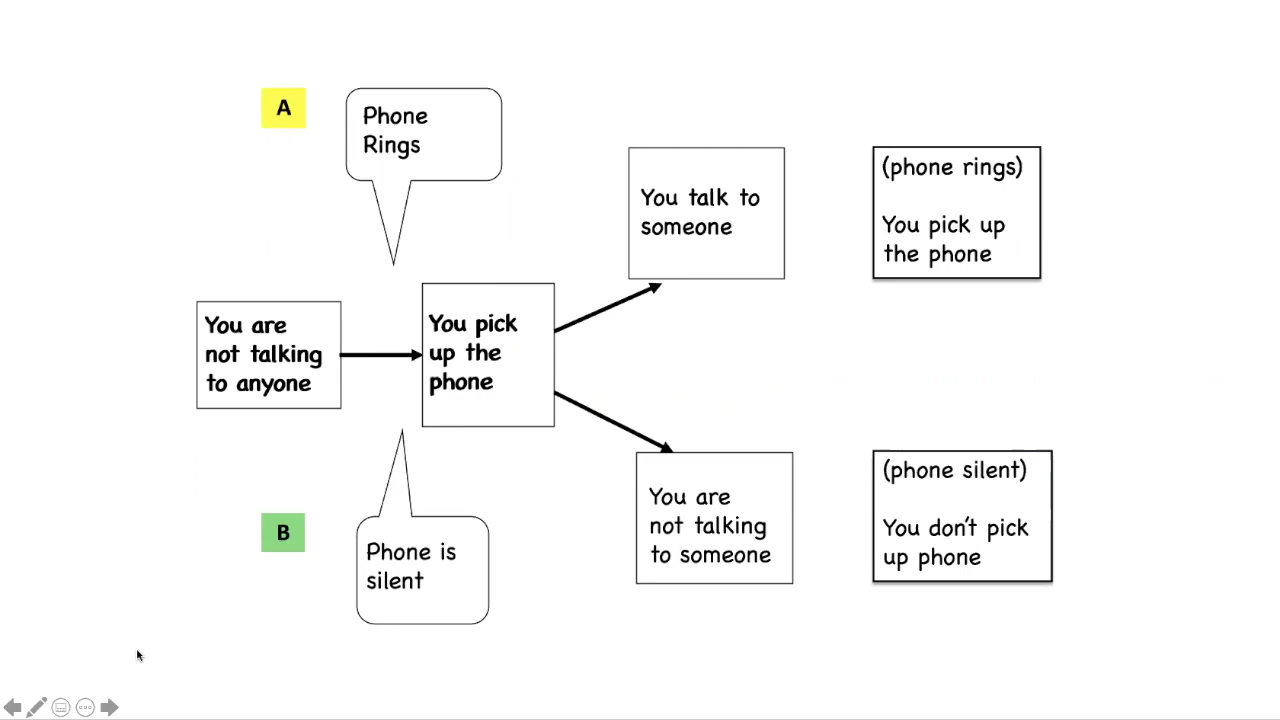 A
Phone
Rings
You talk to
someone
(phone rings)
You pick up
the phone
You are
not talking
to anyone
You pick
up the
phone
B
Phone is
silent
You are
not talking
to someone
(phone silent)
You don't pick
up phone